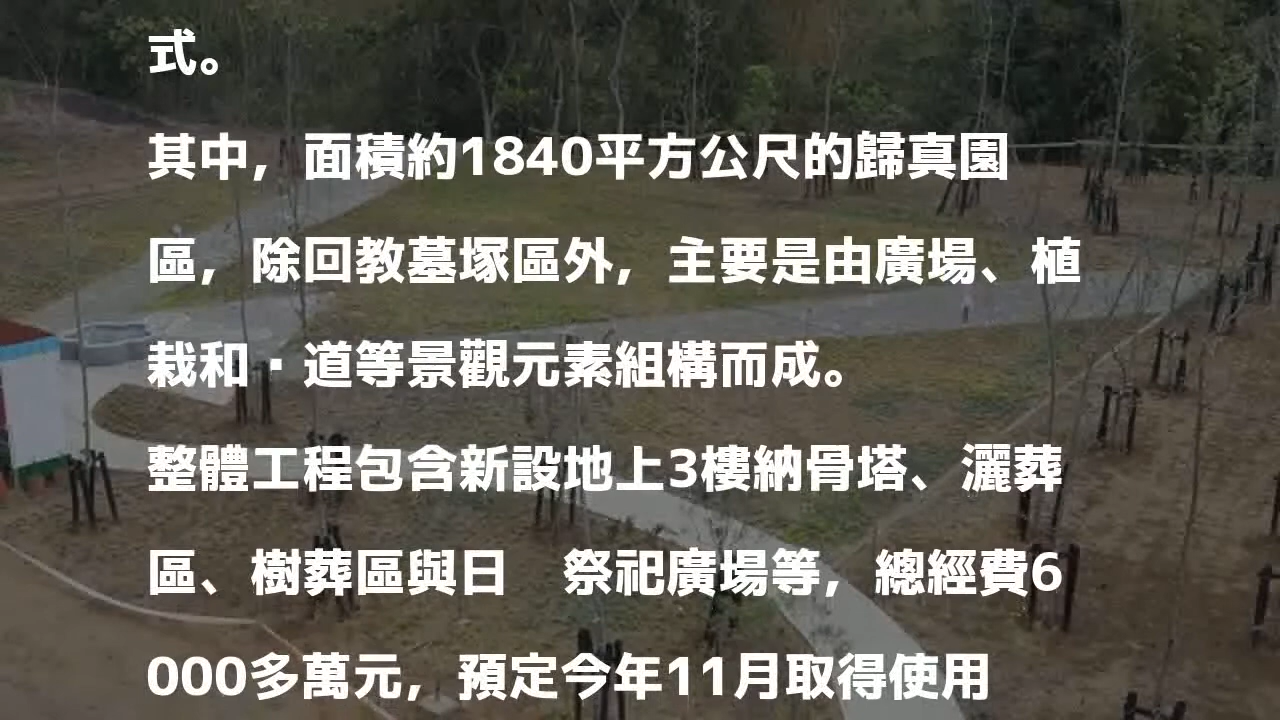 式。
其中，面積約1840平方公尺的歸真園
區，除回教墓塚區外，主要是由廣場、植
栽和·道等景觀元素組構而成。
整體工程包含新設地上3樓納骨塔、灑葬
區、樹葬區與日　祭祀廣場等，總經費6
000多萬元，預定今年11月取得使用